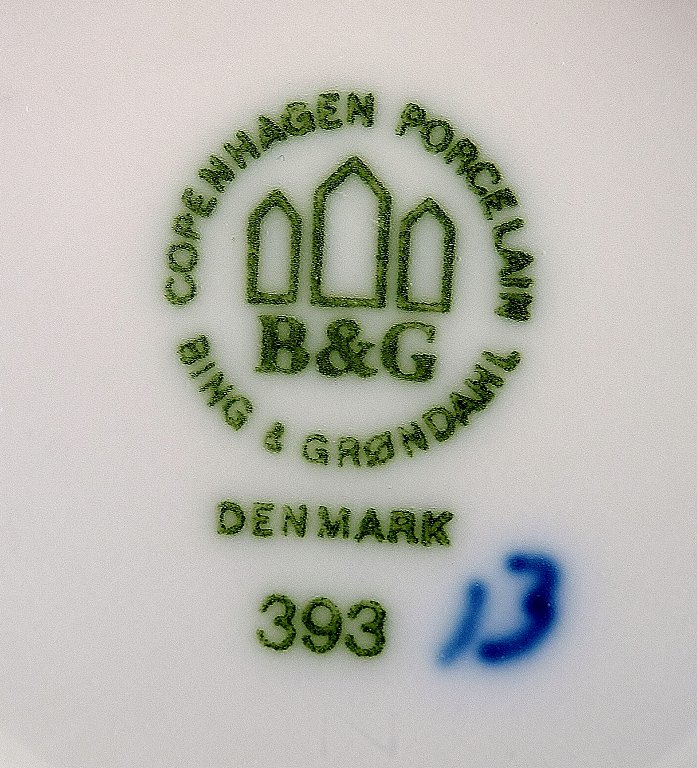 COPENHAGEN PORCELAIN
B&G
BING & GRØNDAHL
DENMARK
393
13